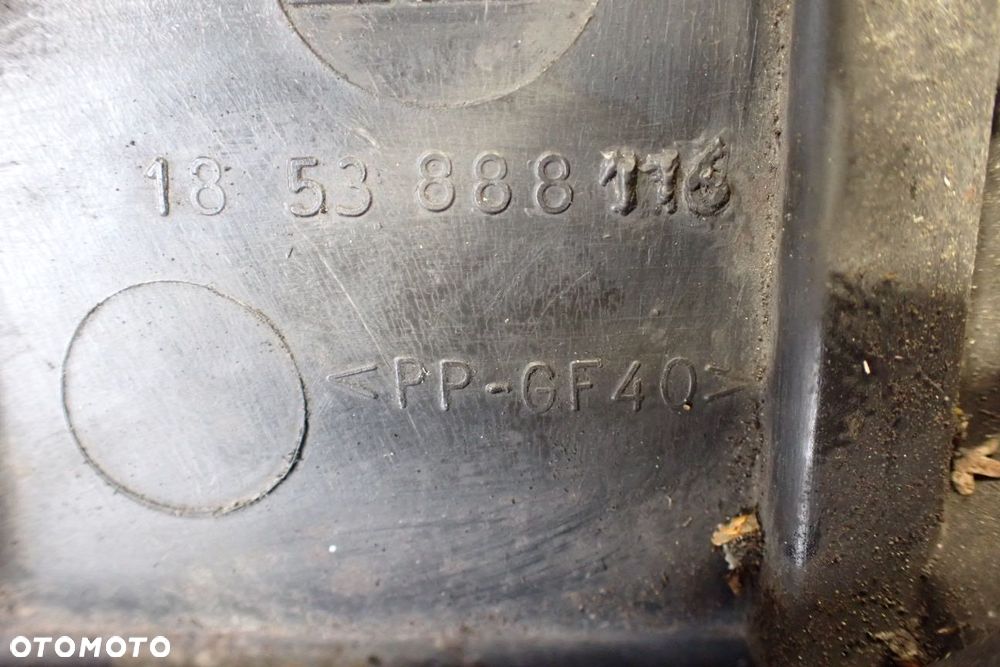 18 53 888 116
<PP-GF40>
OTOMOTO